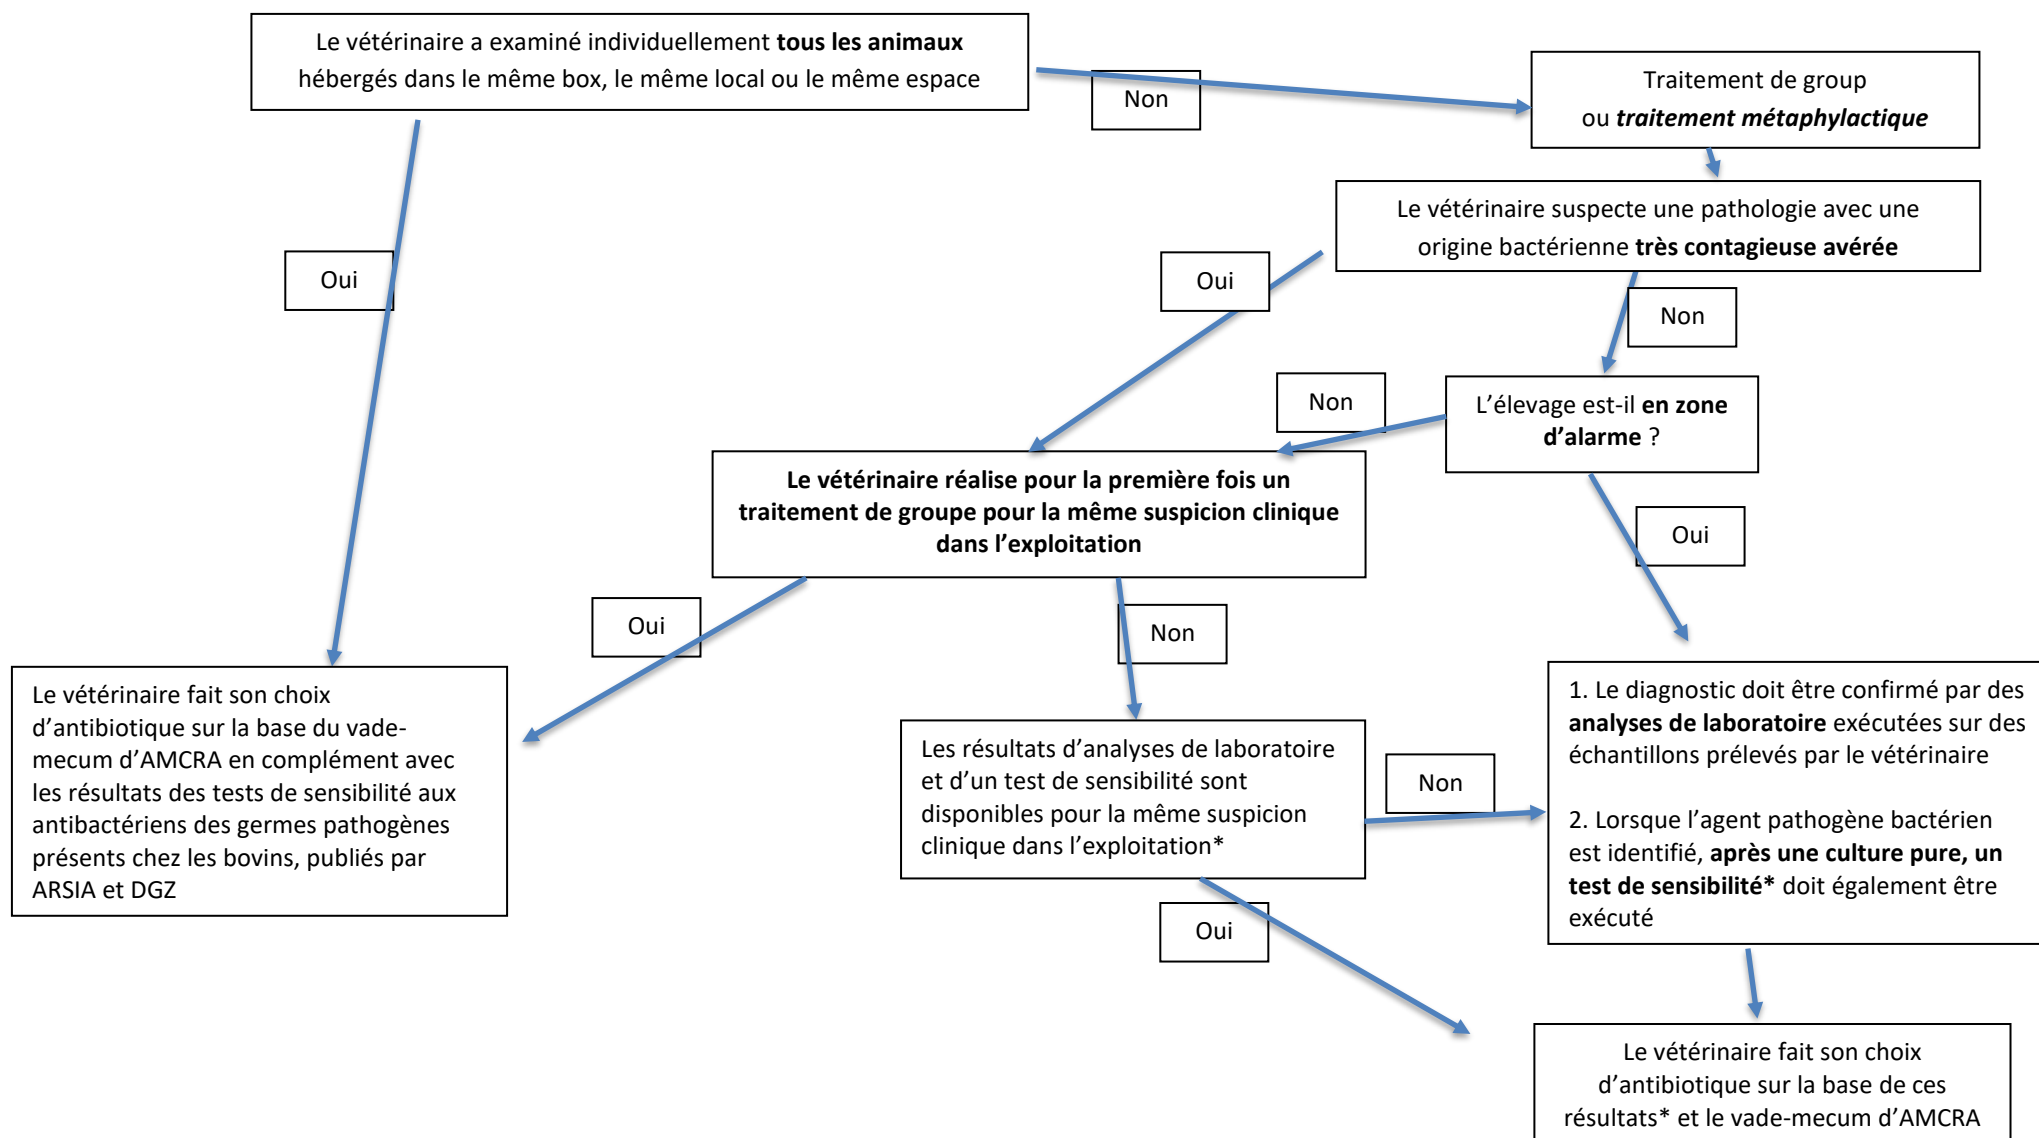 Le vétérinaire a examiné individuellement tous les animaux
hébergés dans le même box, le même local ou le même espace
Non
Traitement de group
ou traitement métaphylactique
Le vétérinaire suspecte une pathologie avec une
origine bactérienne très contagieuse avérée
Oui
Oui
Non
Non
L’élevage est-il en zone
d’alarme ?
Le vétérinaire réalise pour la première fois un
traitement de groupe pour la même suspicion clinique
dans l’exploitation
Oui
Oui
Non
Le vétérinaire fait son choix
d’antibiotique sur la base du vade-
mecum d’AMCRA en complément avec
les résultats des tests de sensibilité aux
antibactériens des germes pathogènes
présents chez les bovins, publiés par
ARSIA et DGZ
Les résultats d’analyses de laboratoire
et d’un test de sensibilité sont
disponibles pour la même suspicion
clinique dans l’exploitation*
Non
1. Le diagnostic doit être confirmé par des
analyses de laboratoire exécutées sur des
échantillons prélevés par le vétérinaire
2. Lorsque l’agent pathogène bactérien
est identifié, après une culture pure, un
test de sensibilité* doit également être
exécuté
Oui
Le vétérinaire fait son choix
d’antibiotique sur la base de ces
résultats* et le vade-mecum d’AMCRA